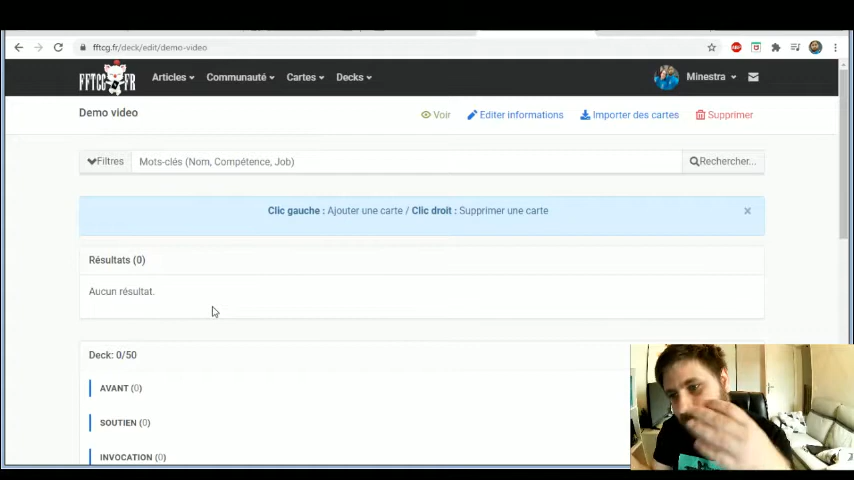 fftcg.fr/deck/edit/demo-video
FFTCG FR
Articles Communauté Cartes Decks Minestra
Demo video Voir Editer informations Importer des cartes Supprimer
Filtres Mots-clés (Nom, Compétence, Job) Rechercher...
Clic gauche : Ajouter une carte / Clic droit : Supprimer une carte ×
Résultats (0)
Aucun résultat.
Deck: 0/50
AVANT (0)
SOUTIEN (0)
INVOCATION (0)